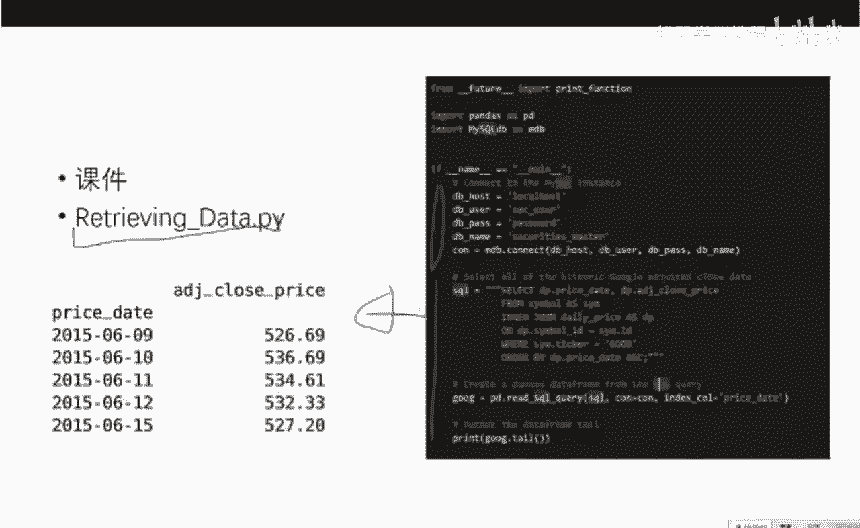 • 课件
• Retrieving_Data.py
adj_close_price
price_date
2015-06-09 526.69
2015-06-10 536.69
2015-06-11 534.61
2015-06-12 532.33
2015-06-15 527.20
from __future__ import print_function
import pandas as pd
import MySQLdb as mdb
if __name__ == "__main__":
# Connect to the MySQL instance
db_host = 'localhost'
db_user = 'sec_user'
db_pass = 'password'
db_name = 'securities_master'
con = mdb.connect(db_host, db_user, db_pass, db_name)
# Select all of the historic Google adjusted close data
sql = """SELECT dp.price_date, dp.adj_close_price
FROM symbol AS sym
INNER JOIN daily_price AS dp
ON dp.symbol_id = sym.id
WHERE sym.ticker = 'GOOG'
ORDER BY dp.price_date ASC;"""
# Create a pandas dataframe from the SQL query
goog = pd.read_sql_query(sql, con=con, index_col='price_date')
# Output the dataframe tail
print(goog.tail())